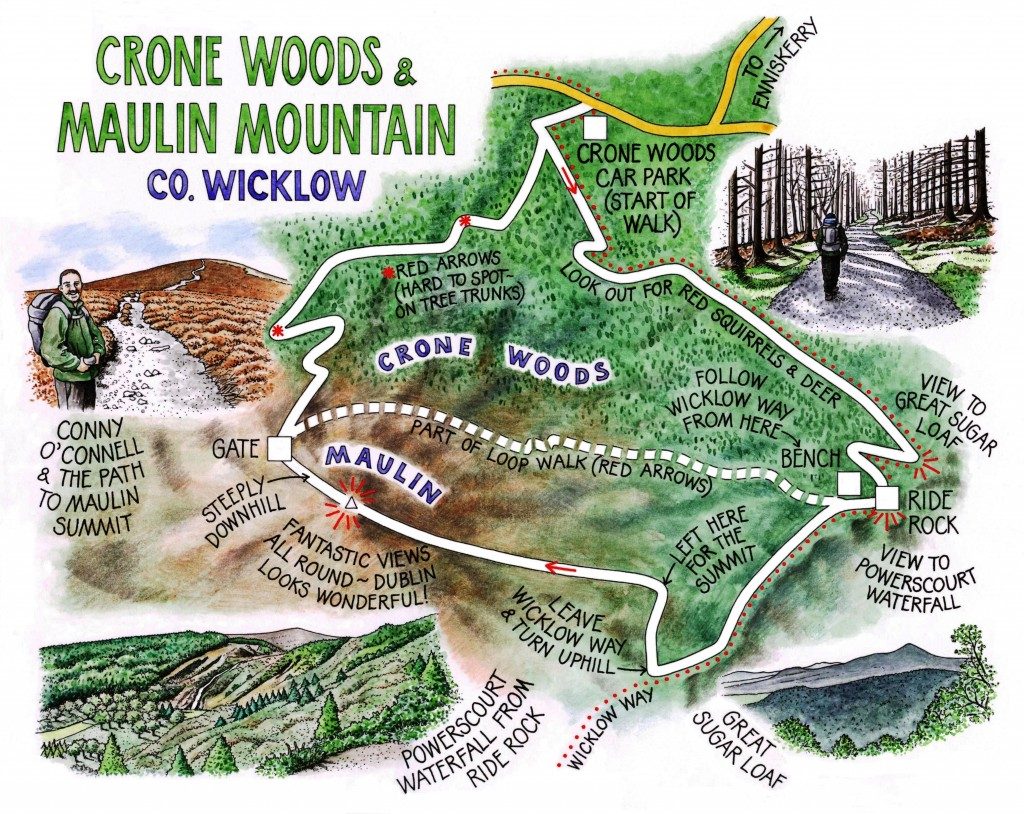 CRONE WOODS &
MAULIN MOUNTAIN
CO. WICKLOW
TO
ENNISKERRY
CRONE WOODS
CAR PARK
(START OF
WALK)
RED ARROWS
(HARD TO SPOT-
ON TREE TRUNKS)
LOOK OUT FOR RED SQUIRRELS & DEER
CRONE WOODS
FOLLOW
WICKLOW WAY
FROM HERE
VIEW TO
GREAT SUGAR
LOAF
CONNY
O'CONNELL
& THE PATH
TO MAULIN
SUMMIT
GATE
PART OF LOOP WALK (RED ARROWS)
BENCH
MAULIN
RIDE
ROCK
STEEPLY
DOWNHILL
FANTASTIC VIEWS
ALL ROUND ~ DUBLIN
LOOKS WONDERFUL!
LEFT HERE
FOR THE
SUMMIT
VIEW TO
POWERSCOURT
WATERFALL
LEAVE
WICKLOW WAY
& TURN UPHILL
POWERSCOURT
WATERFALL FROM
RIDE ROCK
WICKLOW WAY
GREAT
SUGAR LOAF